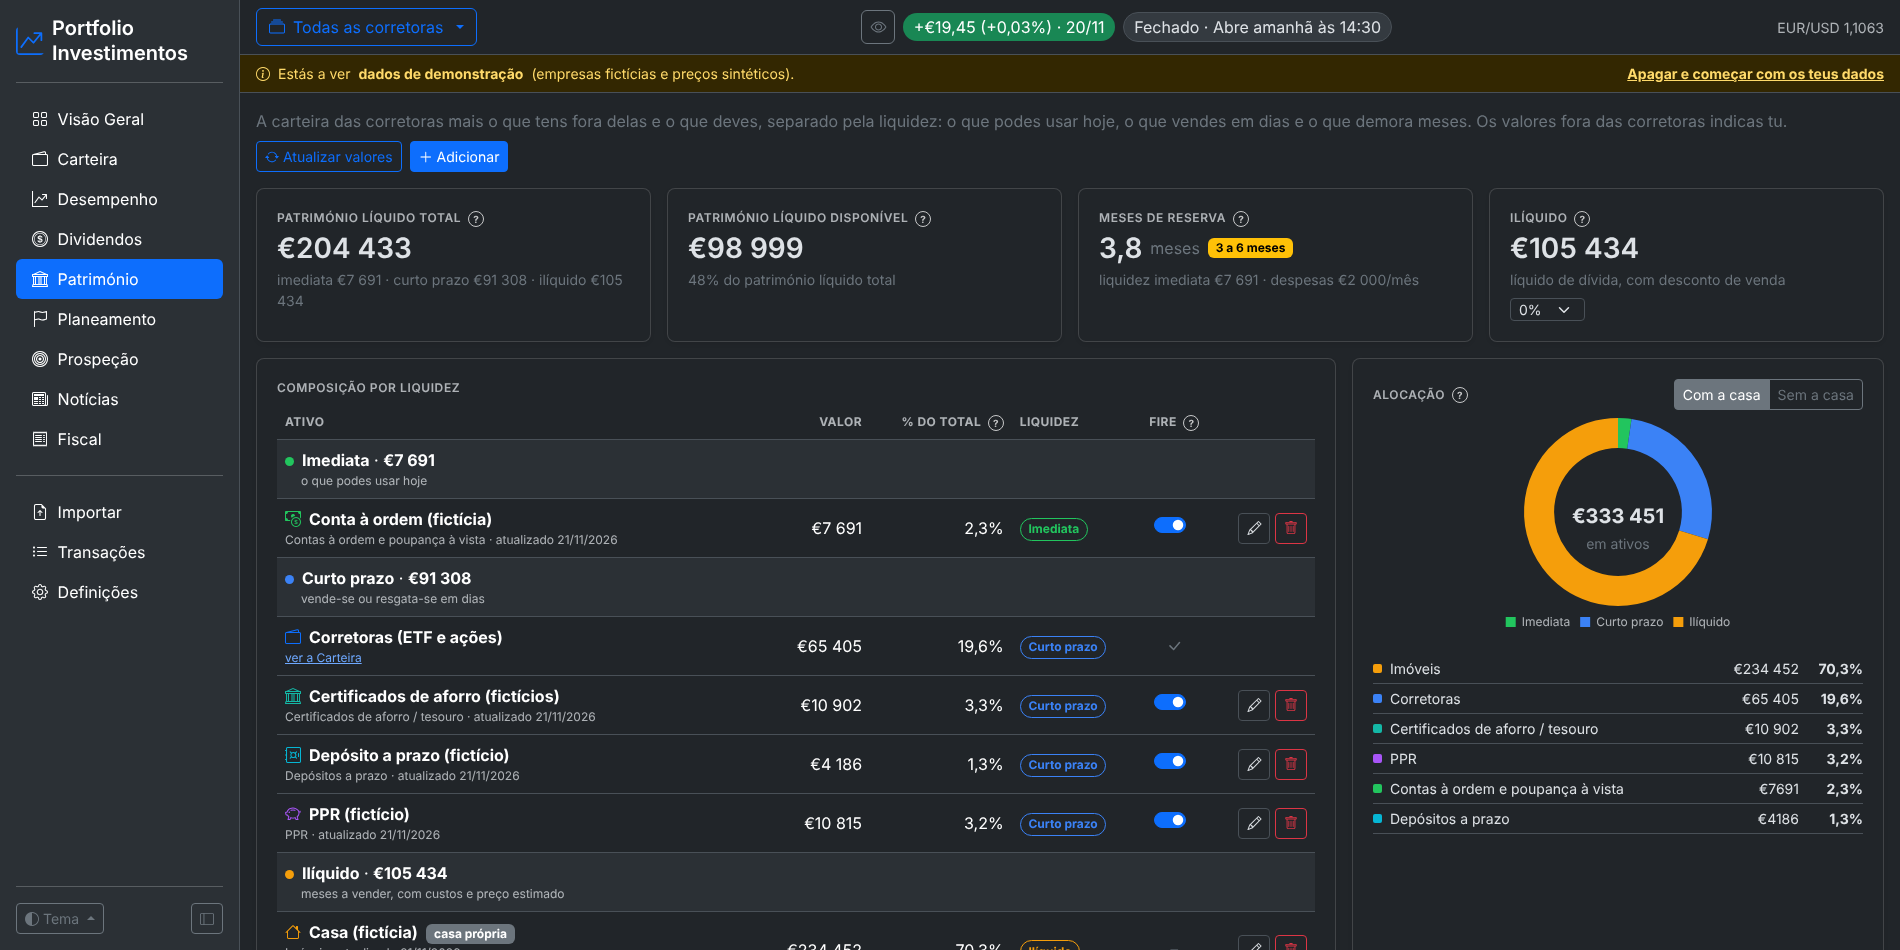 Portfolio
Investimentos
Visão Geral
Carteira
Desempenho
Dividendos
Património
Planeamento
Prospeção
Notícias
Fiscal
Importar
Transações
Definições
Tema
Todas as corretoras
+€19,45 (+0,03%) · 20/11
Fechado · Abre amanhã às 14:30
EUR/USD 1,1063
Estás a ver dados de demonstração (empresas fictícias e preços sintéticos).
Apagar e começar com os teus dados
A carteira das corretoras mais o que tens fora delas e o que deves, separado pela liquidez: o que podes usar hoje, o que vendes em dias e o que demora meses. Os valores fora das corretoras indicas tu.
Atualizar valores
+ Adicionar
PATRIMÓNIO LÍQUIDO TOTAL ?
€204 433
imediata €7 691 · curto prazo €91 308 · ilíquido €105
434
PATRIMÓNIO LÍQUIDO DISPONÍVEL ?
€98 999
48% do património líquido total
MESES DE RESERVA ?
3,8 meses 3 a 6 meses
liquidez imediata €7 691 · despesas €2 000/mês
ILÍQUIDO ?
€105 434
líquido de dívida, com desconto de venda
0%
COMPOSIÇÃO POR LIQUIDEZ
ATIVO VALOR % DO TOTAL ? LIQUIDEZ FIRE ?
Imediata · €7 691
o que podes usar hoje
Conta à ordem (fictícia) €7 691 2,3% Imediata
Contas à ordem e poupança à vista · atualizado 21/11/2026
Curto prazo · €91 308
vende-se ou resgata-se em dias
Corretoras (ETF e ações) €65 405 19,6% Curto prazo
ver a Carteira
Certificados de aforro (fictícios) €10 902 3,3% Curto prazo
Certificados de aforro / tesouro · atualizado 21/11/2026
Depósito a prazo (fictício) €4 186 1,3% Curto prazo
Depósitos a prazo · atualizado 21/11/2026
PPR (fictício) €10 815 3,2% Curto prazo
PPR · atualizado 21/11/2026
Ilíquido · €105 434
meses a vender, com custos e preço estimado
Casa (fictícia) casa própria €234 452 70,3% Ilíquido
ALOCAÇÃO ?
Com a casa Sem a casa
€333 451
em ativos
Imediata Curto prazo Ilíquido
Imóveis €234 452 70,3%
Corretoras €65 405 19,6%
Certificados de aforro / tesouro €10 902 3,3%
PPR €10 815 3,2%
Contas à ordem e poupança à vista €7691 2,3%
Depósitos a prazo €4186 1,3%